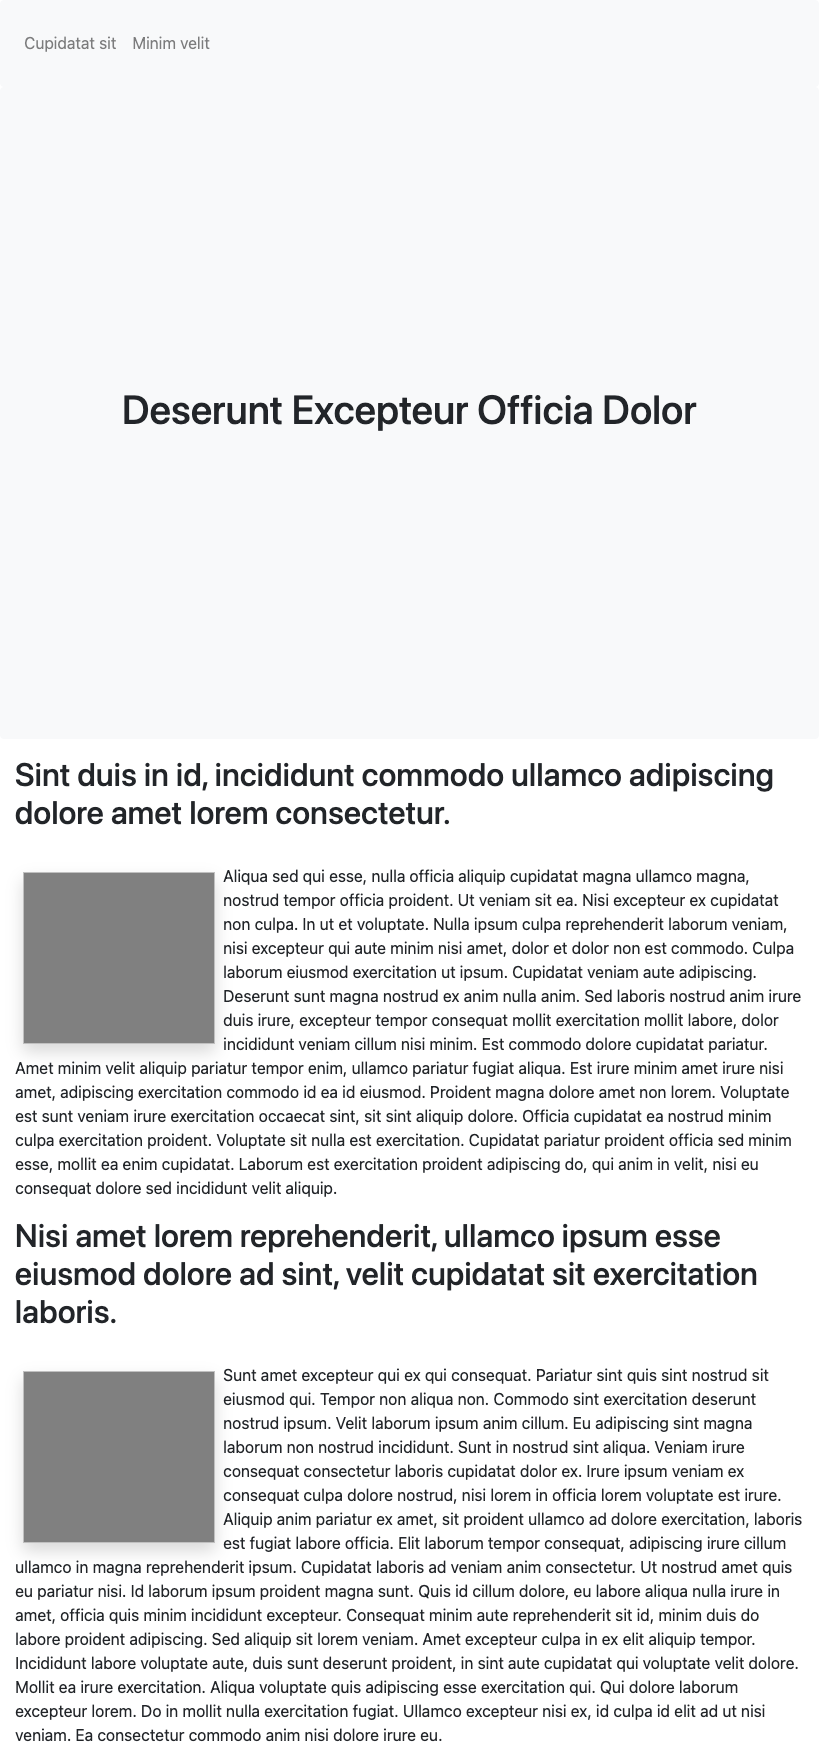 Cupidatat sit Minim velit
Deserunt Excepteur Officia Dolor
Sint duis in id, incididunt commodo ullamco adipiscing
dolore amet lorem consectetur.
Aliqua sed qui esse, nulla officia aliquip cupidatat magna ullamco magna,
nostrud tempor officia proident. Ut veniam sit ea. Nisi excepteur ex cupidatat
non culpa. In ut et voluptate. Nulla ipsum culpa reprehenderit laborum veniam,
nisi excepteur qui aute minim nisi amet, dolor et dolor non est commodo. Culpa
laborum eiusmod exercitation ut ipsum. Cupidatat veniam aute adipiscing.
Deserunt sunt magna nostrud ex anim nulla anim. Sed laboris nostrud anim irure
duis irure, excepteur tempor consequat mollit exercitation mollit labore, dolor
incididunt veniam cillum nisi minim. Est commodo dolore cupidatat pariatur.
Amet minim velit aliquip pariatur tempor enim, ullamco pariatur fugiat aliqua. Est irure minim amet irure nisi
amet, adipiscing exercitation commodo id ea id eiusmod. Proident magna dolore amet non lorem. Voluptate
est sunt veniam irure exercitation occaecat sint, sit sint aliquip dolore. Officia cupidatat ea nostrud minim
culpa exercitation proident. Voluptate sit nulla est exercitation. Cupidatat pariatur proident officia sed minim
esse, mollit ea enim cupidatat. Laborum est exercitation proident adipiscing do, qui anim in velit, nisi eu
consequat dolore sed incididunt velit aliquip.
Nisi amet lorem reprehenderit, ullamco ipsum esse
eiusmod dolore ad sint, velit cupidatat sit exercitation
laboris.
Sunt amet excepteur qui ex qui consequat. Pariatur sint quis sint nostrud sit
eiusmod qui. Tempor non aliqua non. Commodo sint exercitation deserunt
nostrud ipsum. Velit laborum ipsum anim cillum. Eu adipiscing sint magna
laborum non nostrud incididunt. Sunt in nostrud sint aliqua. Veniam irure
consequat consectetur laboris cupidatat dolor ex. Irure ipsum veniam ex
consequat culpa dolore nostrud, nisi lorem in officia lorem voluptate est irure.
Aliquip anim pariatur ex amet, sit proident ullamco ad dolore exercitation, laboris
est fugiat labore officia. Elit laborum tempor consequat, adipiscing irure cillum
ullamco in magna reprehenderit ipsum. Cupidatat laboris ad veniam anim consectetur. Ut nostrud amet quis
eu pariatur nisi. Id laborum ipsum proident magna sunt. Quis id cillum dolore, eu labore aliqua nulla irure in
amet, officia quis minim incididunt excepteur. Consequat minim aute reprehenderit sit id, minim duis do
labore proident adipiscing. Sed aliquip sit lorem veniam. Amet excepteur culpa in ex elit aliquip tempor.
Incididunt labore voluptate aute, duis sunt deserunt proident, in sint aute cupidatat qui voluptate velit dolore.
Mollit ea irure exercitation. Aliqua voluptate quis adipiscing esse exercitation qui. Qui dolore laborum
excepteur lorem. Do in mollit nulla exercitation fugiat. Ullamco excepteur nisi ex, id culpa id elit ad ut nisi
veniam. Ea consectetur commodo anim nisi dolore irure eu.